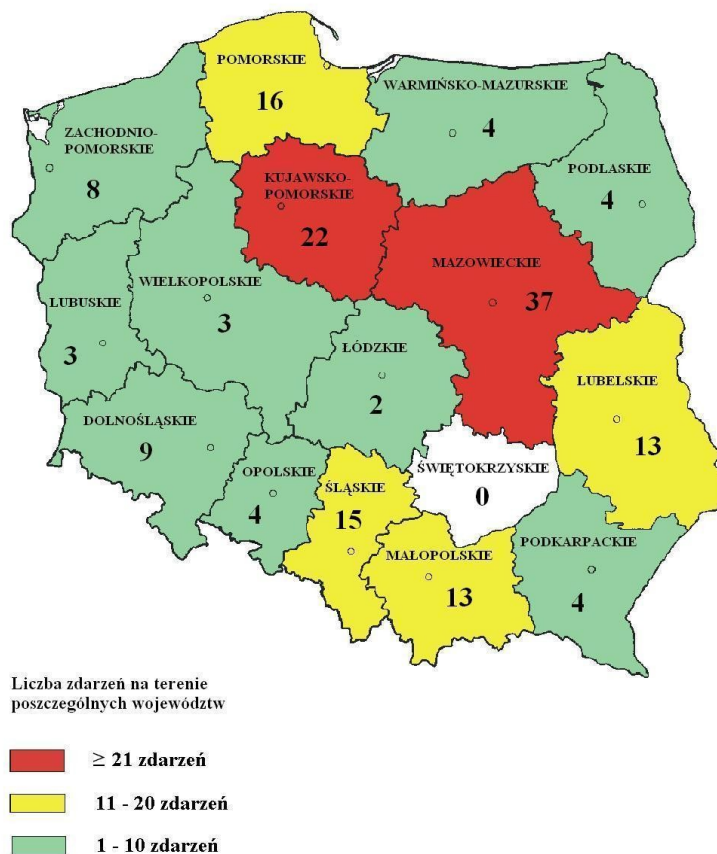 POMORSKIE
16
WARMIŃSKO-MAZURSKIE
4
ZACHODNIO-
POMORSKIE
8
PODLASKIE
4
KUJAWSKO-
POMORSKIE
22
MAZOWIECKIE
37
WIELKOPOLSKIE
3
LUBUSKIE
3
ŁÓDZKIE
2
LUBELSKIE
13
DOLNOŚLĄSKIE
9
OPOLSKIE
4
ŚLĄSKIE
15
ŚWIĘTOKRZYSKIE
0
MAŁOPOLSKIE
13
PODKARPACKIE
4
Liczba zdarzeń na terenie
poszczególnych województw
≥ 21 zdarzeń
11 - 20 zdarzeń
1 - 10 zdarzeń